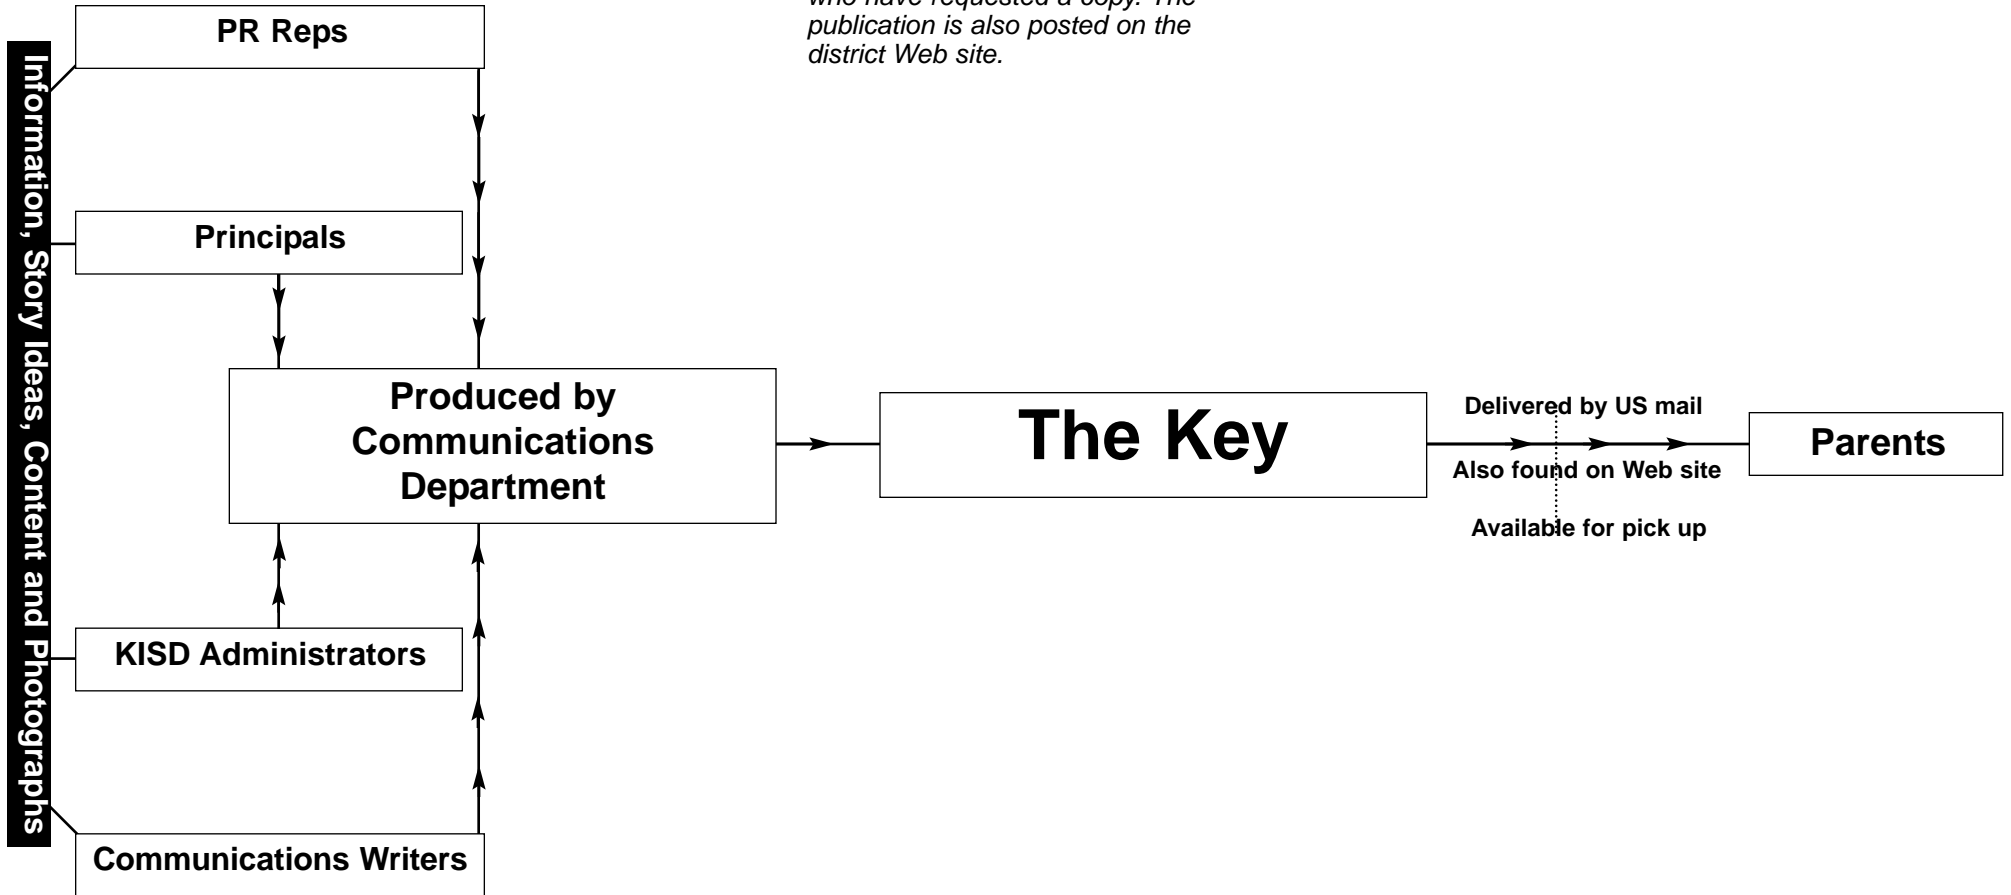 who have requested a copy. The
publication is also posted on the
district Web site.
PR Reps
Information, Story Ideas, Content and Photographs
Principals
Produced by
Communications
Department
The Key
Delivered by US mail
Also found on Web site
Available for pick up
Parents
KISD Administrators
Communications Writers